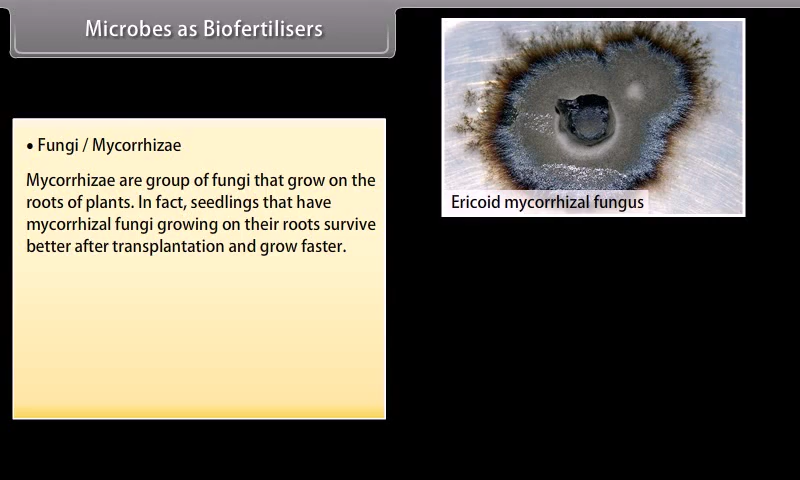 Microbes as Biofertilisers
• Fungi / Mycorrhizae
Mycorrhizae are group of fungi that grow on the
roots of plants. In fact, seedlings that have
mycorrhizal fungi growing on their roots survive
better after transplantation and grow faster.
Ericoid mycorrhizal fungus